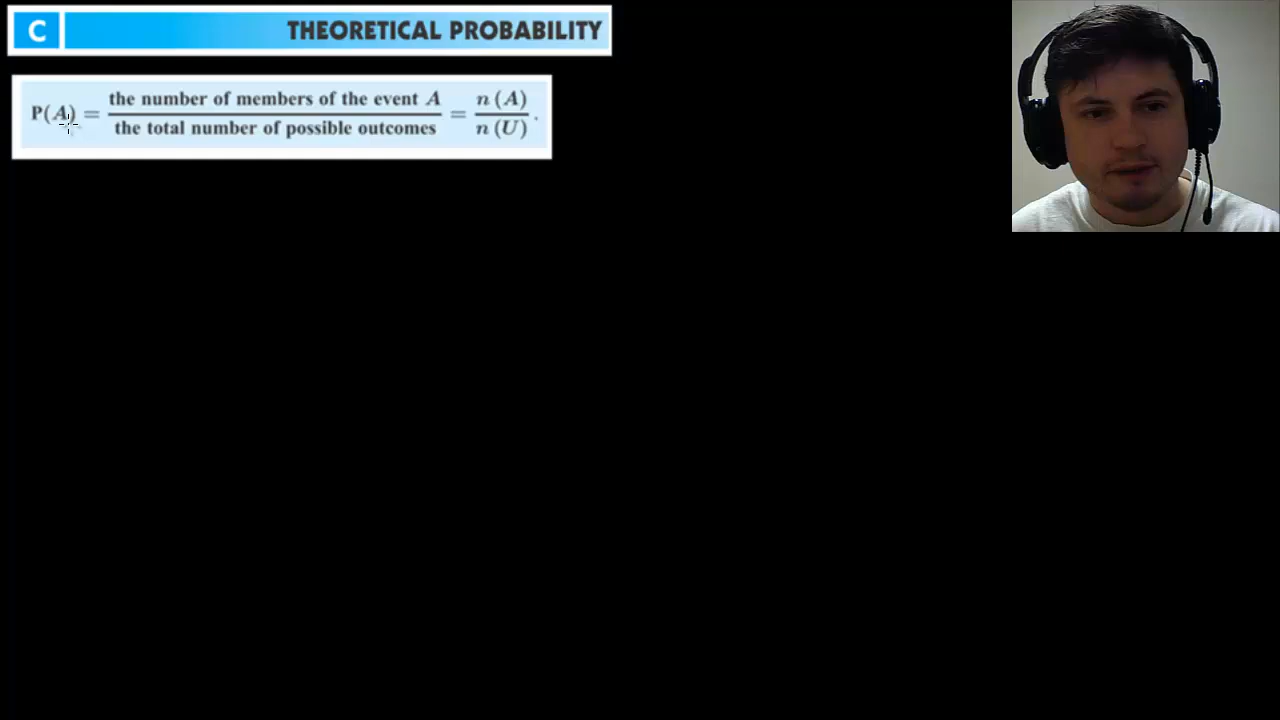 C THEORETICAL PROBABILITY
P(A) = the number of members of the event A / the total number of possible outcomes = n (A) / n (U) .